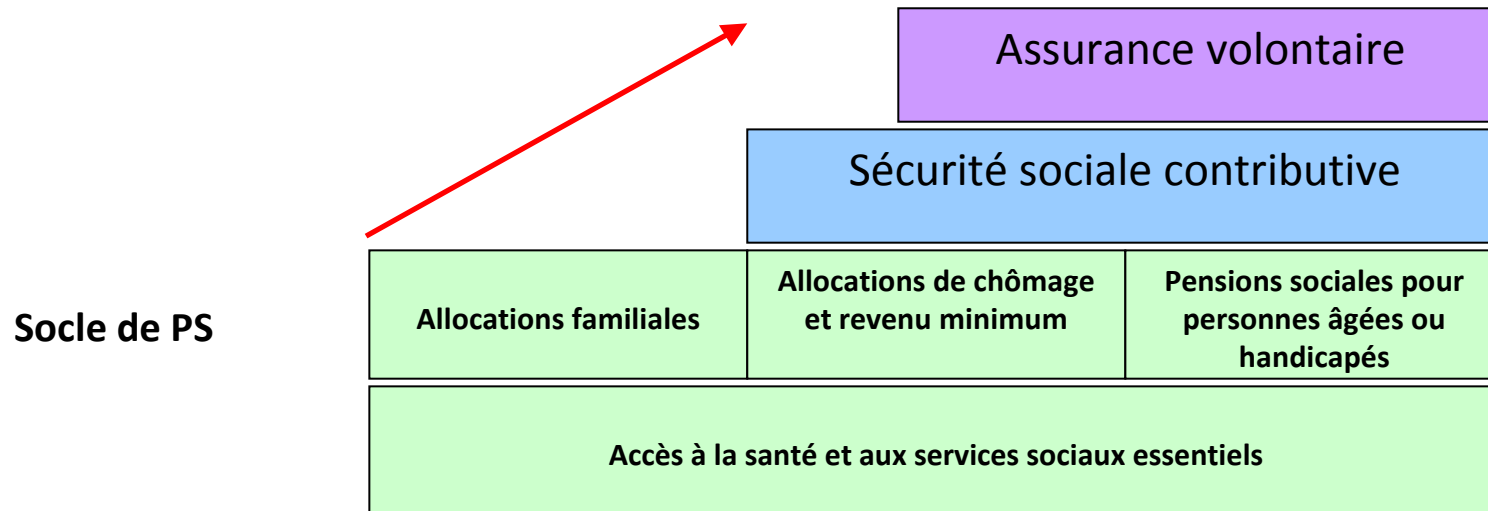 Assurance volontaire
Sécurité sociale contributive
Socle de PS
Allocations familiales
Allocations de chômage
et revenu minimum
Pensions sociales pour
personnes âgées ou
handicapés
Accès à la santé et aux services sociaux essentiels